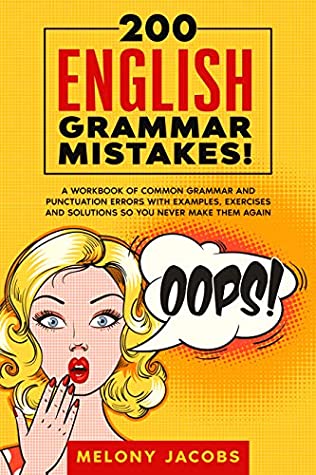 200
ENGLISH
GRAMMAR
MISTAKES!
A WORKBOOK OF COMMON GRAMMAR AND
PUNCTUATION ERRORS WITH EXAMPLES, EXERCISES
AND SOLUTIONS SO YOU NEVER MAKE THEM AGAIN
OOPS!
MELONY JACOBS